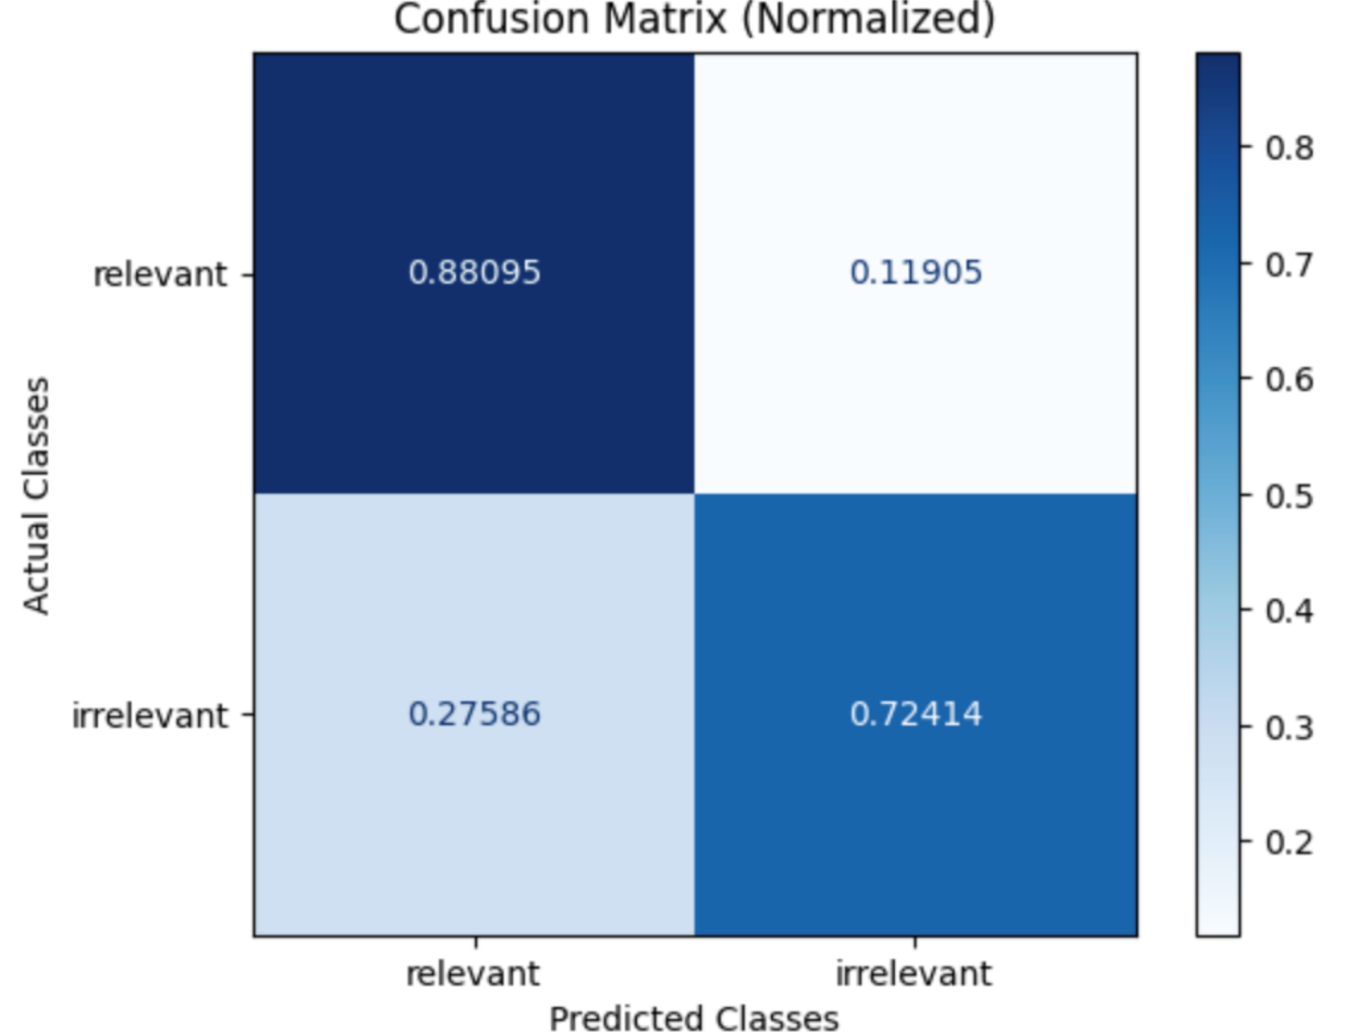 Confusion Matrix (Normalized)
relevant
0.88095
0.11905
irrelevant
0.27586
0.72414
relevant
irrelevant
Predicted Classes
Actual Classes
0.8
0.7
0.6
0.5
0.4
0.3
0.2